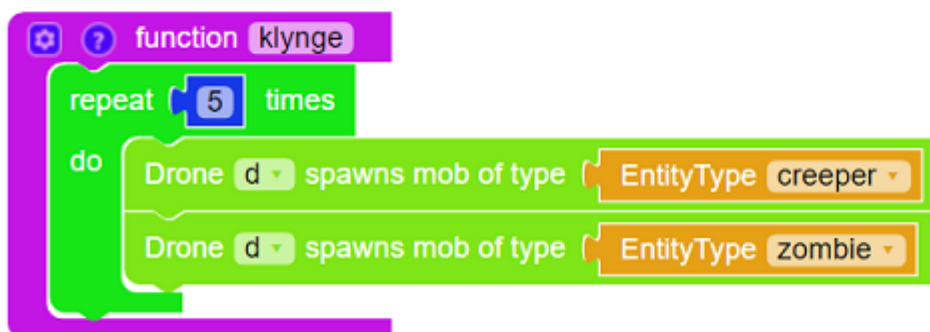 ? function klynge
repeat 5 times
do
Drone d spawns mob of type EntityType creeper
Drone d spawns mob of type EntityType zombie